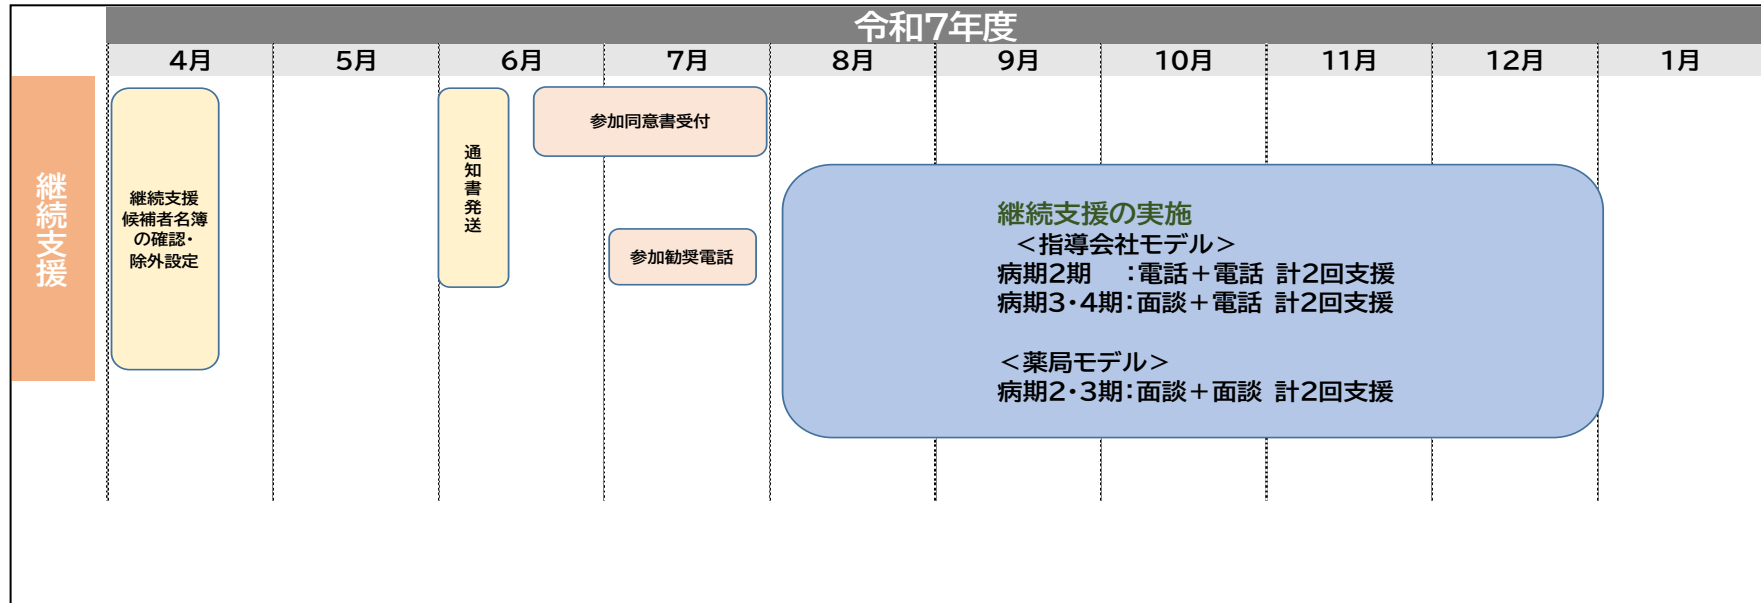 令和7年度
4月 5月 6月 7月 8月 9月 10月 11月 12月 1月
継続支援
継続支援
候補者名簿
の確認・
除外設定
通知書発送
参加同意書受付
参加勧奨電話
継続支援の実施
＜指導会社モデル＞
病期2期　：電話＋電話 計2回支援
病期3・4期：面談＋電話 計2回支援
＜薬局モデル＞
病期2・3期：面談＋面談 計2回支援